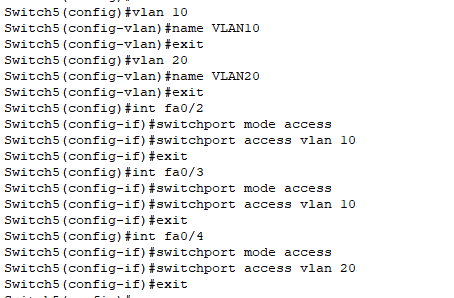 Switch5(config)#vlan 10
Switch5(config-vlan)#name VLAN10
Switch5(config-vlan)#exit
Switch5(config)#vlan 20
Switch5(config-vlan)#name VLAN20
Switch5(config-vlan)#exit
Switch5(config)#int fa0/2
Switch5(config-if)#switchport mode access
Switch5(config-if)#switchport access vlan 10
Switch5(config-if)#exit
Switch5(config)#int fa0/3
Switch5(config-if)#switchport mode access
Switch5(config-if)#switchport access vlan 10
Switch5(config-if)#exit
Switch5(config)#int fa0/4
Switch5(config-if)#switchport mode access
Switch5(config-if)#switchport access vlan 20
Switch5(config-if)#exit